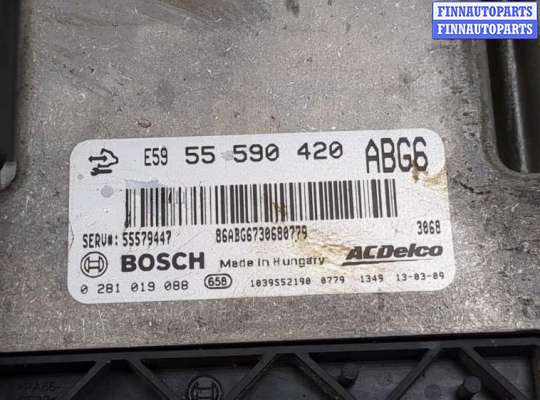 FINNAUTOPARTS
FINNAUTOPARTS
E59 55 590 420 ABG6
SERV#: 55579447 86ABG6730680779 3068
BOSCH Made in Hungary ACDelco
0 281 019 088 658 1039S52190 0779 1349 13-03-09
>PA66-